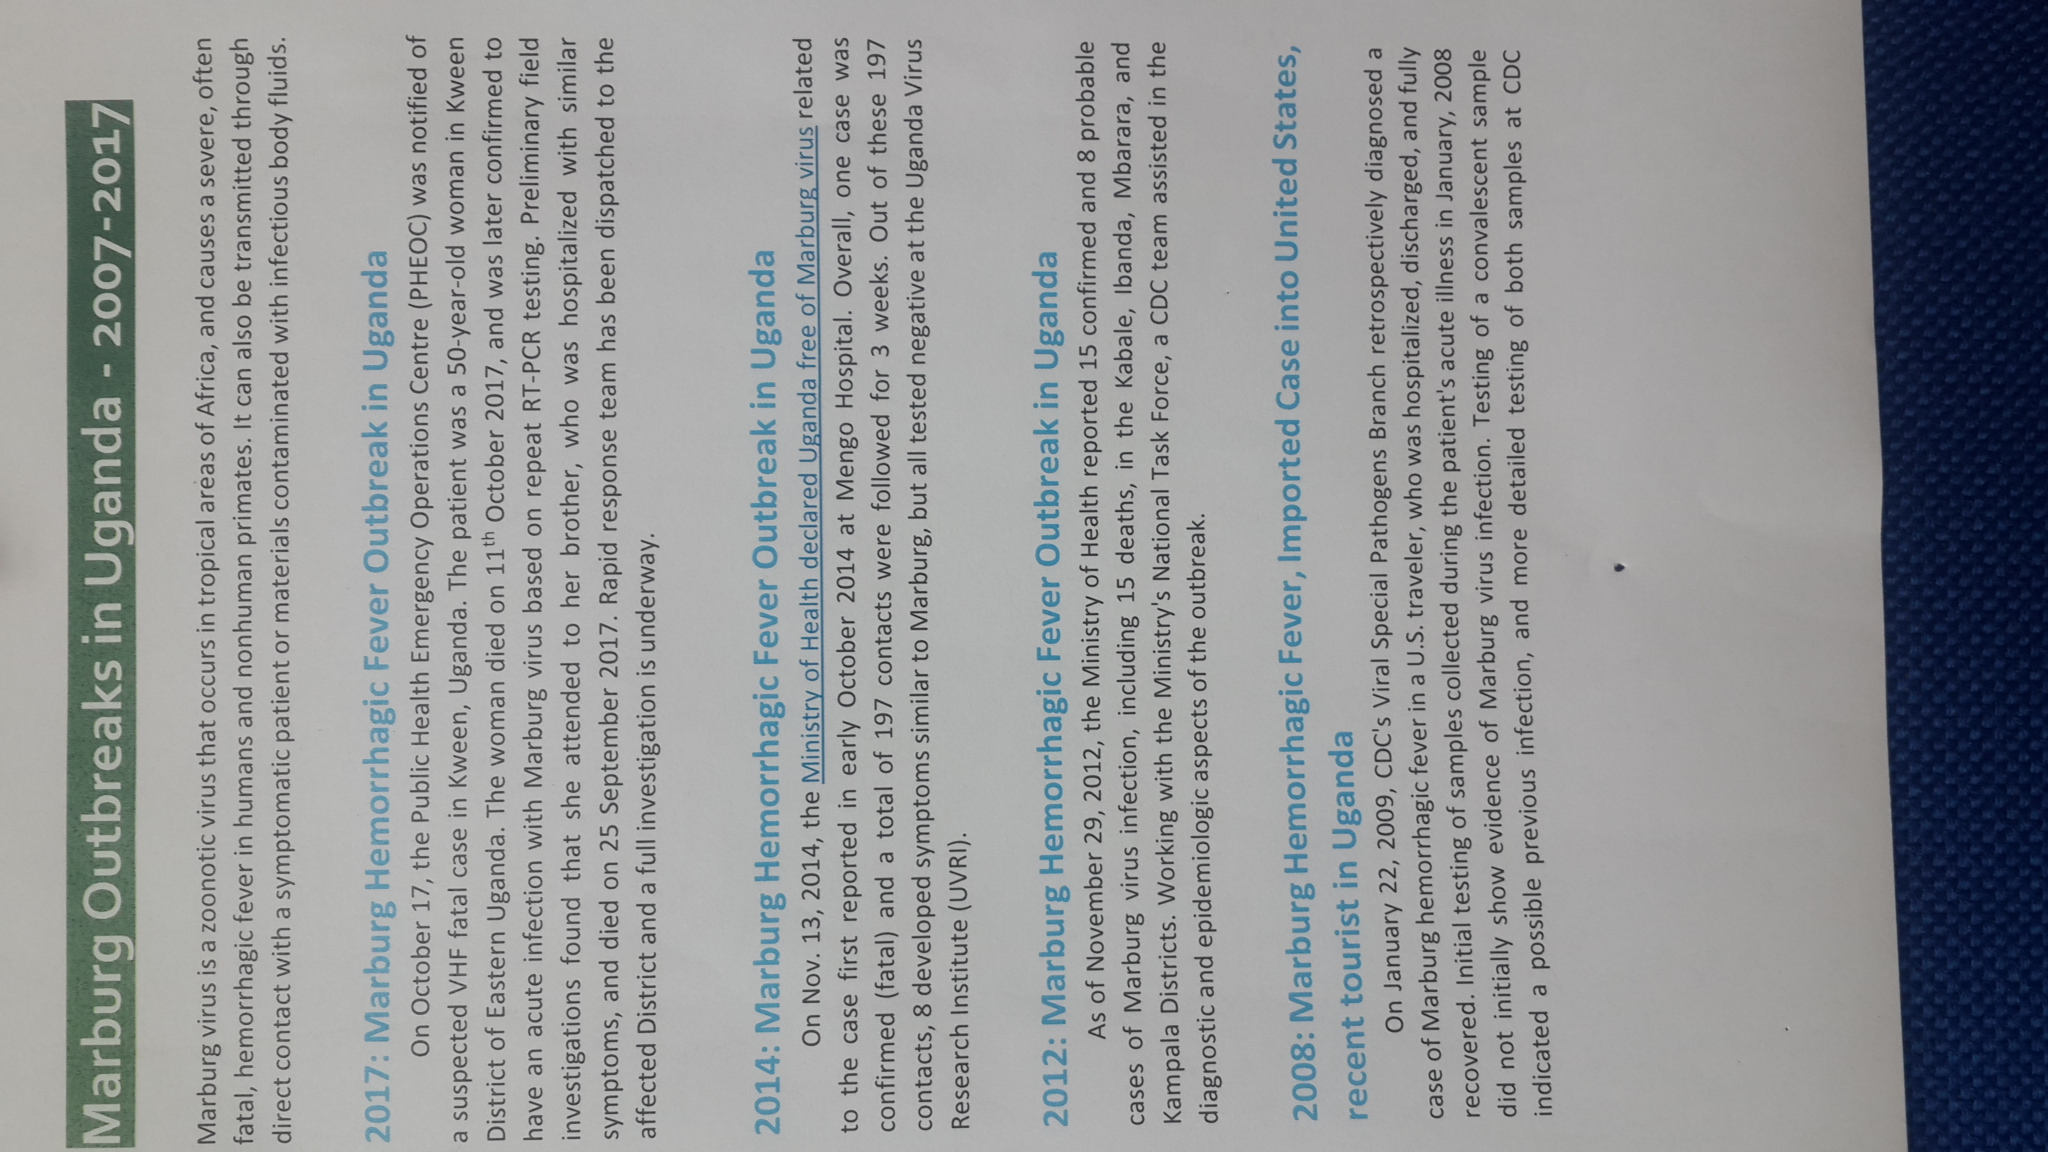 Marburg Outbreaks in Uganda - 2007-2017
Marburg virus is a zoonotic virus that occurs in tropical areas of Africa, and causes a severe, often
fatal, hemorrhagic fever in humans and nonhuman primates. It can also be transmitted through
direct contact with a symptomatic patient or materials contaminated with infectious body fluids.
2017: Marburg Hemorrhagic Fever Outbreak in Uganda
On October 17, the Public Health Emergency Operations Centre (PHEOC) was notified of
a suspected VHF fatal case in Kween, Uganda. The patient was a 50-year-old woman in Kween
District of Eastern Uganda. The woman died on 11th October 2017, and was later confirmed to
have an acute infection with Marburg virus based on repeat RT-PCR testing. Preliminary field
investigations found that she attended to her brother, who was hospitalized with similar
symptoms, and died on 25 September 2017. Rapid response team has been dispatched to the
affected District and a full investigation is underway.
2014: Marburg Hemorrhagic Fever Outbreak in Uganda
On Nov. 13, 2014, the Ministry of Health declared Uganda free of Marburg virus related
to the case first reported in early October 2014 at Mengo Hospital. Overall, one case was
confirmed (fatal) and a total of 197 contacts were followed for 3 weeks. Out of these 197
contacts, 8 developed symptoms similar to Marburg, but all tested negative at the Uganda Virus
Research Institute (UVRI).
2012: Marburg Hemorrhagic Fever Outbreak in Uganda
As of November 29, 2012, the Ministry of Health reported 15 confirmed and 8 probable
cases of Marburg virus infection, including 15 deaths, in the Kabale, Ibanda, Mbarara, and
Kampala Districts. Working with the Ministry's National Task Force, a CDC team assisted in the
diagnostic and epidemiologic aspects of the outbreak.
2008: Marburg Hemorrhagic Fever, Imported Case into United States,
recent tourist in Uganda
On January 22, 2009, CDC's Viral Special Pathogens Branch retrospectively diagnosed a
case of Marburg hemorrhagic fever in a U.S. traveler, who was hospitalized, discharged, and fully
recovered. Initial testing of samples collected during the patient's acute illness in January, 2008
did not initially show evidence of Marburg virus infection. Testing of a convalescent sample
indicated a possible previous infection, and more detailed testing of both samples at CDC